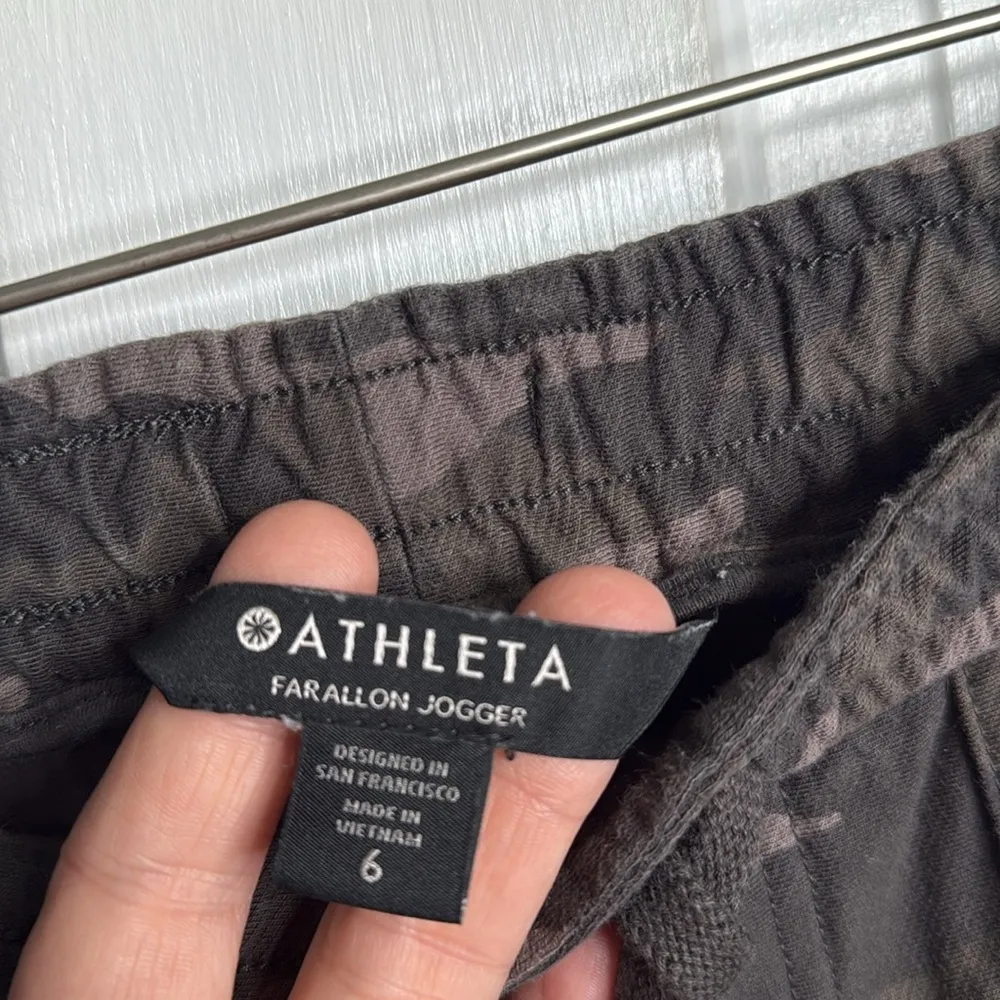 ATHLETA
FARALLON JOGGER
DESIGNED IN
SAN FRANCISCO
MADE IN
VIETNAM
6